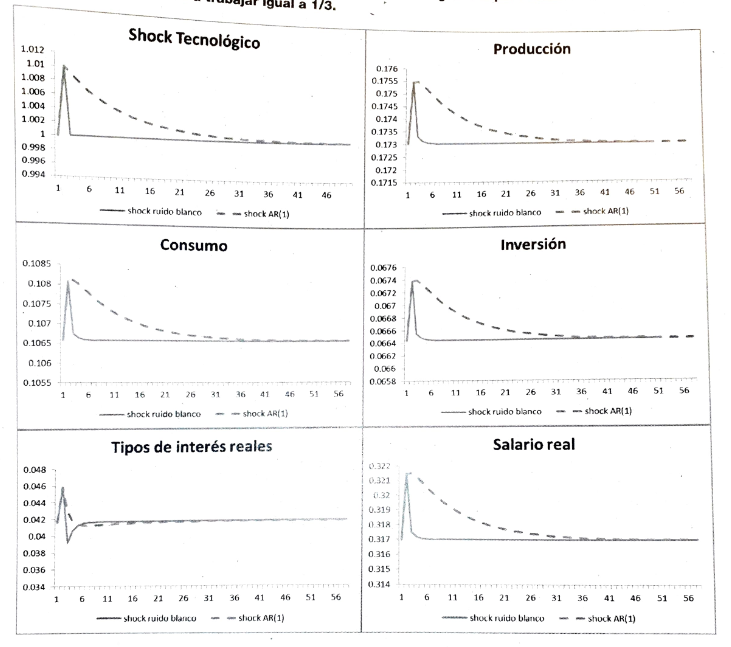 trabajar igual a 1/3.
Shock Tecnológico
1.012
1.01
1.008
1.006
1.004
1.002
1
0.998
0.996
0.994
1 6 11 16 21 26 31 36 41 46
shock ruido blanco shock AR(1)
Producción
0.176
0.1755
0.175
0.1745
0.174
0.1735
0.173
0.1725
0.172
0.1715
1 6 11 16 21 26 31 36 41 46 51 56
shock ruido blanco shock AR(1)
Consumo
0.1085
0.108
0.1075
0.107
0.1065
0.106
0.1055
1 6 11 16 21 26 31 36 41 46 51 56
shock ruido blanco shock AR(1)
Inversión
0.0676
0.0674
0.0672
0.067
0.0668
0.0666
0.0664
0.0662
0.066
0.0658
1 6 11 16 21 26 31 36 41 46 51 56
shock ruido blanco shock AR(1)
Tipos de interés reales
0.048
0.046
0.044
0.042
0.04
0.038
0.036
0.034
1 6 11 16 21 26 31 36 41 46 51 56
shock ruido blanco shock AR(1)
Salario real
0.322
0.321
0.32
0.319
0.318
0.317
0.316
0.315
0.314
1 6 11 16 21 26 31 36 41 46 51 56
shock ruido blanco shock AR(1)